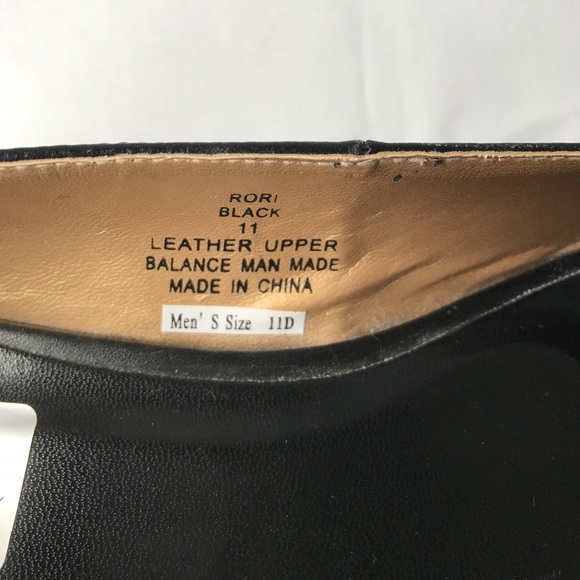 RORI
BLACK
11
LEATHER UPPER
BALANCE MAN MADE
MADE IN CHINA
Men' S Size 11D